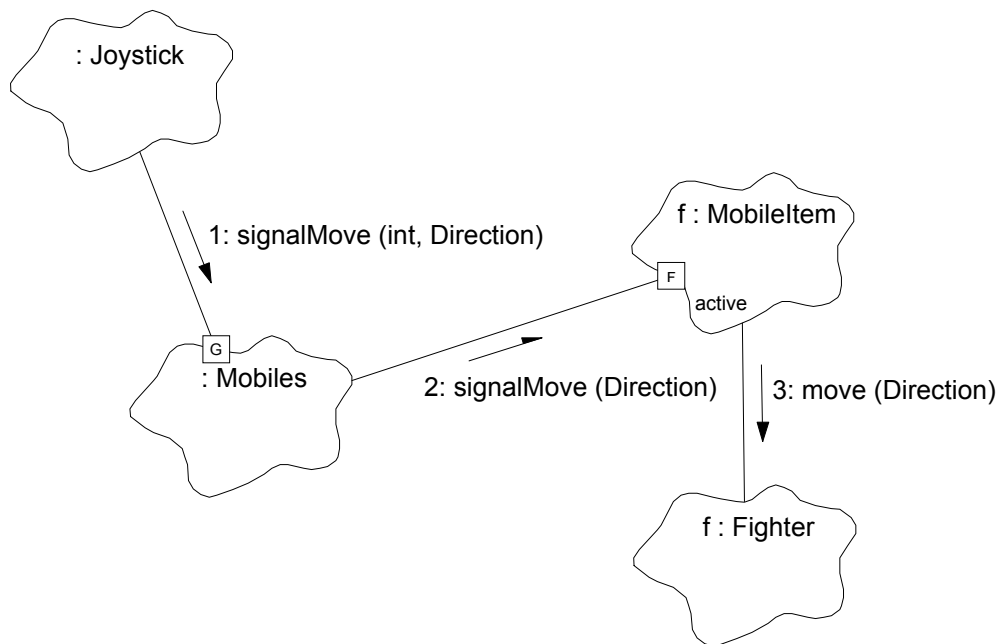 : Joystick
1: signalMove (int, Direction)
G
: Mobiles
2: signalMove (Direction)
f : MobileItem
F
active
3: move (Direction)
f : Fighter